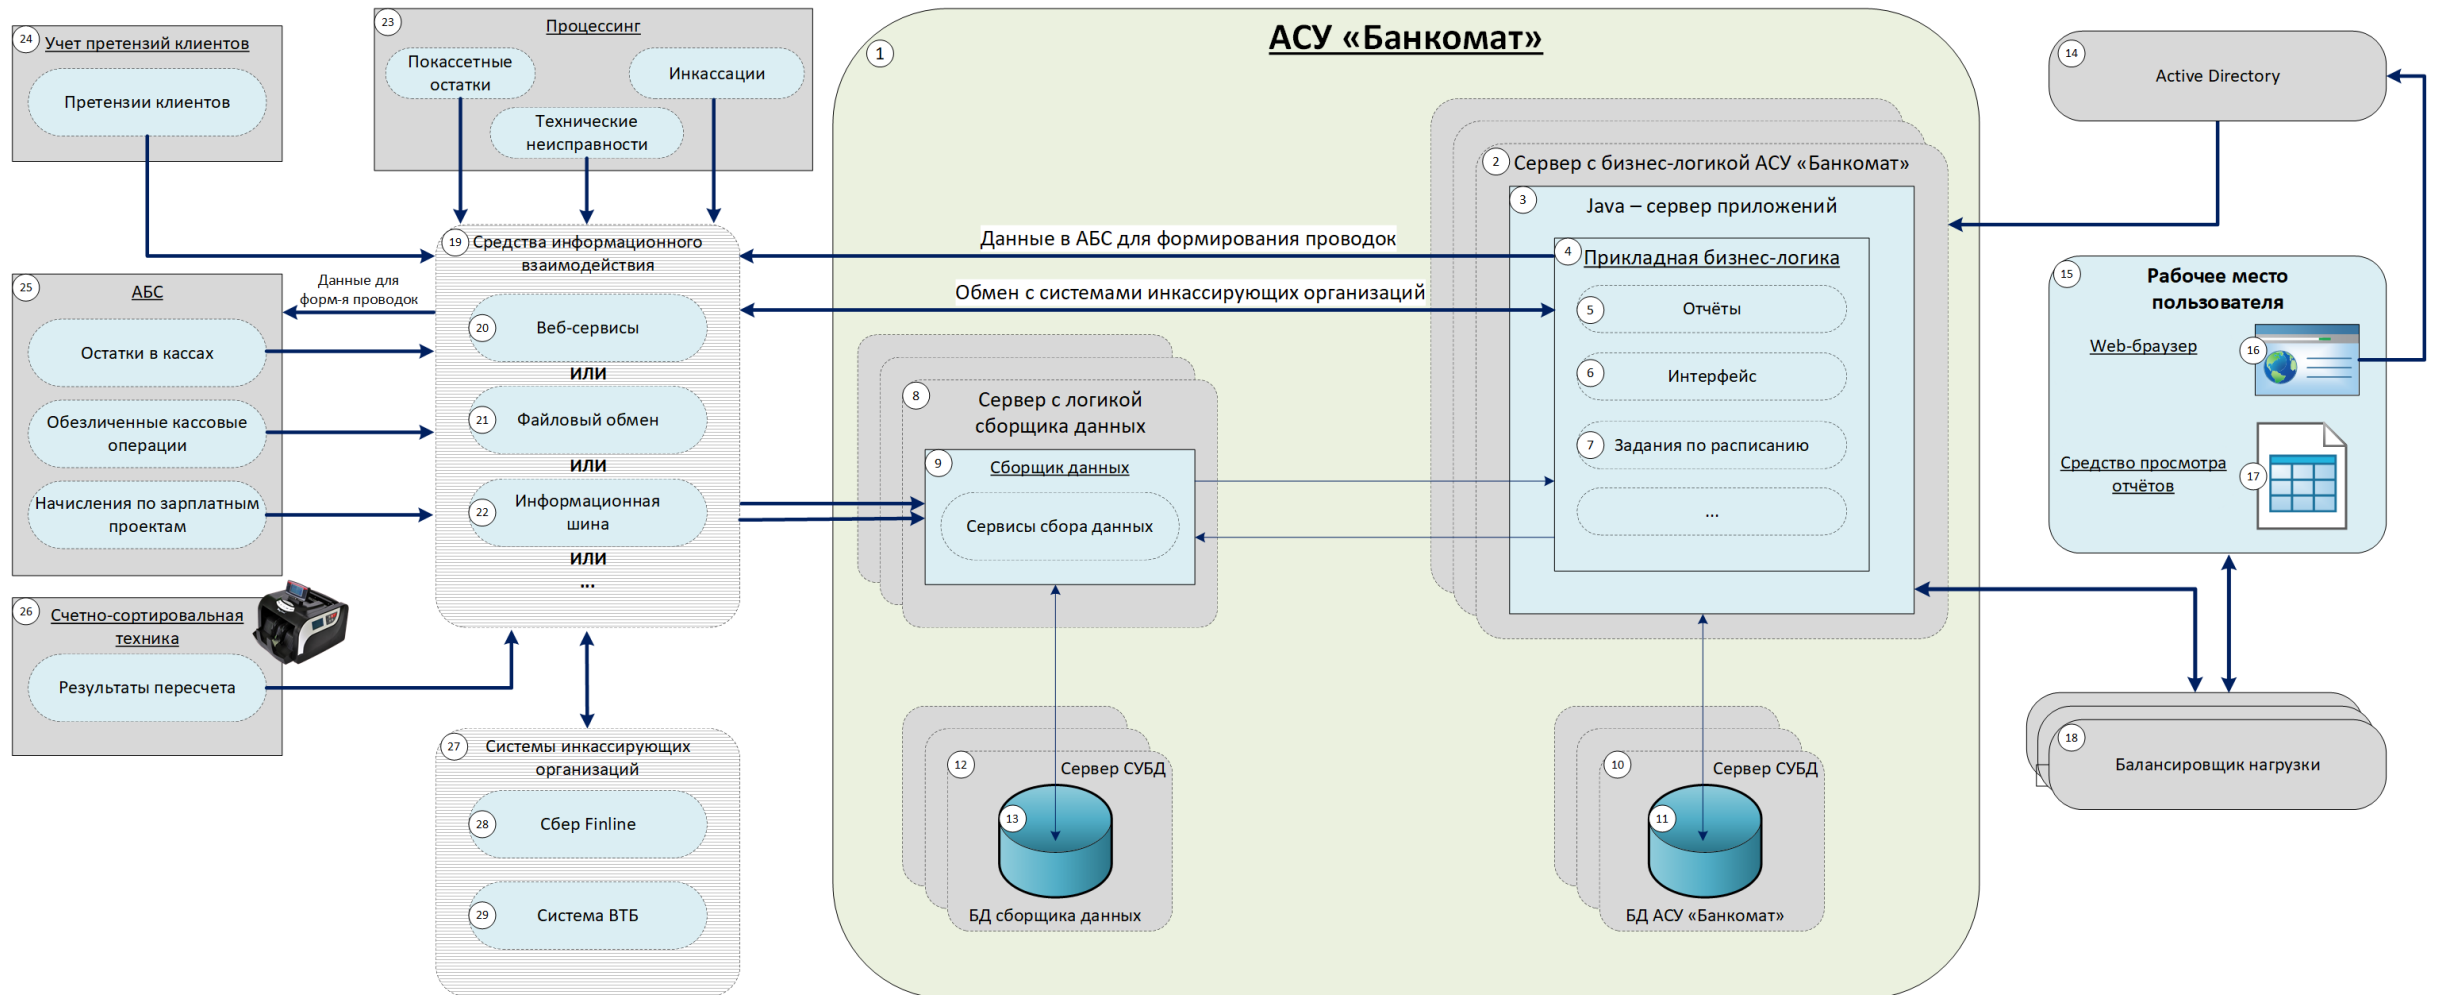 24
Учет претензий клиентов
Претензии клиентов
23
Процессинг
Покассетные
остатки
Инкассации
Технические
неисправности
25
АБС
Остатки в кассах
Обезличенные кассовые
операции
Начисления по зарплатным
проектам
Данные для
форм-я проводок
26
Счетно-сортировальная
техника
Результаты пересчета
19
Средства информационного
взаимодействия
20
Веб-сервисы
ИЛИ
21
Файловый обмен
ИЛИ
22
Информационная
шина
ИЛИ
...
27
Системы инкассирующих
организаций
28
Сбер Finline
29
Система ВТБ
1
АСУ «Банкомат»
Данные в АБС для формирования проводок
Обмен с системами инкассирующих организаций
8
Сервер с логикой
сборщика данных
9
Сборщик данных
Сервисы сбора данных
12
Сервер СУБД
13
БД сборщика данных
2
Сервер с бизнес-логикой АСУ «Банкомат»
3
Java – сервер приложений
4
Прикладная бизнес-логика
5
Отчёты
6
Интерфейс
7
Задания по расписанию
...
10
Сервер СУБД
11
БД АСУ «Банкомат»
14
Active Directory
15
Рабочее место
пользователя
Web-браузер
16
Средство просмотра
отчётов
17
18
Балансировщик нагрузки